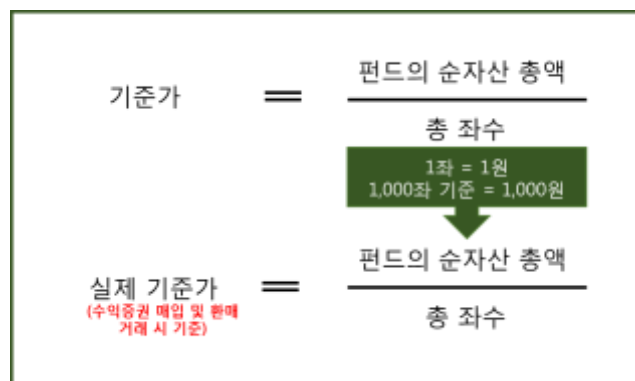 펀드의 순자산 총액
기준가 =
총 좌수
1좌 = 1원
1,000좌 기준 = 1,000원
펀드의 순자산 총액
실제 기준가 =
(수익증권 매입 및 환매
거래 시 기준)
총 좌수